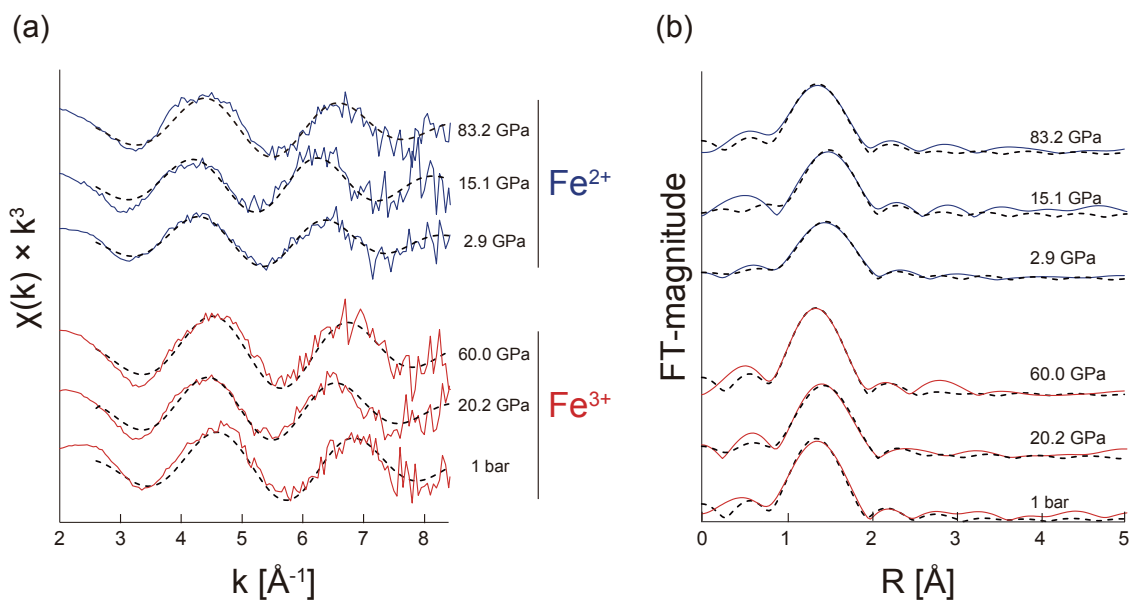 (a)
χ(k) × k³
83.2 GPa
15.1 GPa
2.9 GPa
Fe²⁺
60.0 GPa
20.2 GPa
1 bar
Fe³⁺
2 3 4 5 6 7 8
k [Å⁻¹]
(b)
FT-magnitude
83.2 GPa
15.1 GPa
2.9 GPa
60.0 GPa
20.2 GPa
1 bar
0 1 2 3 4 5
R [Å]